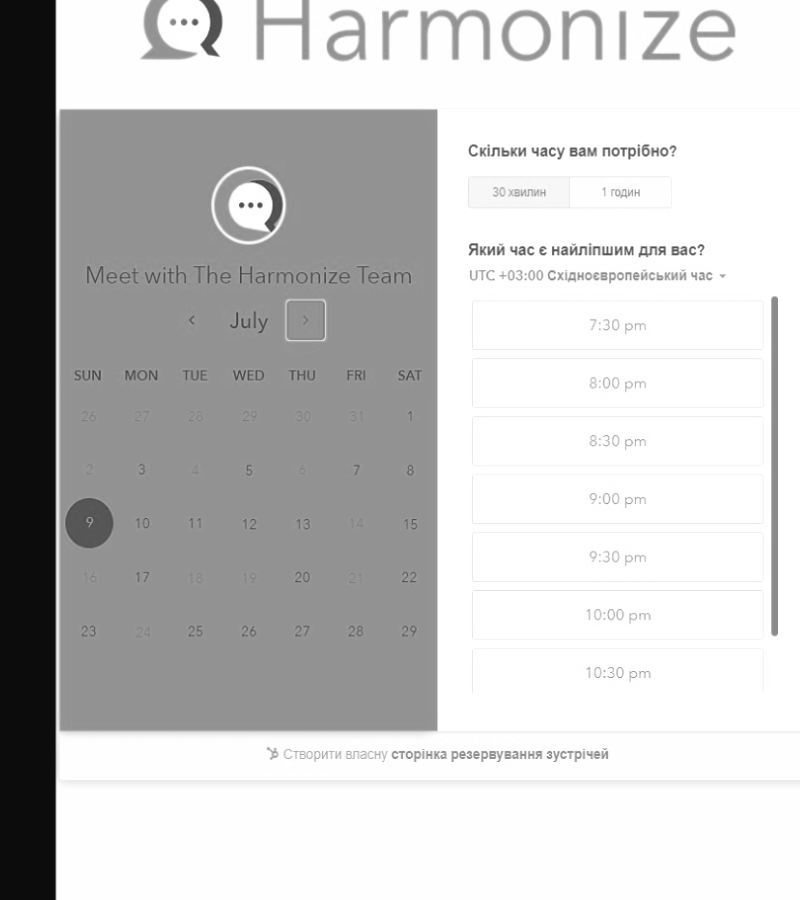 Harmonize
Meet with The Harmonize Team
July
SUN MON TUE WED THU FRI SAT
26 27 28 29 30 31 1
2 3 4 5 6 7 8
9 10 11 12 13 14 15
16 17 18 19 20 21 22
23 24 25 26 27 28 29
Скільки часу вам потрібно?
30 хвилин 1 годин
Який час є найліпшим для вас?
UTC +03:00 Східноєвропейський час
7:30 pm
8:00 pm
8:30 pm
9:00 pm
9:30 pm
10:00 pm
10:30 pm
Створити власну сторінка резервування зустрічей